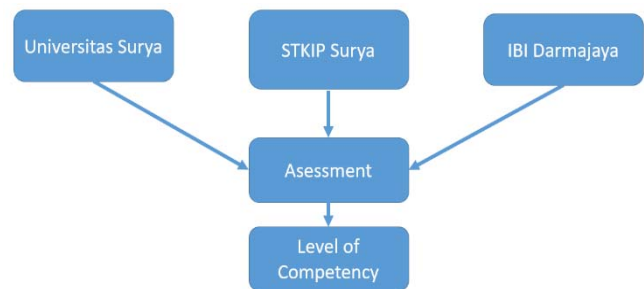 Universitas Surya
STKIP Surya
IBI Darmajaya
Asessment
Level of
Competency